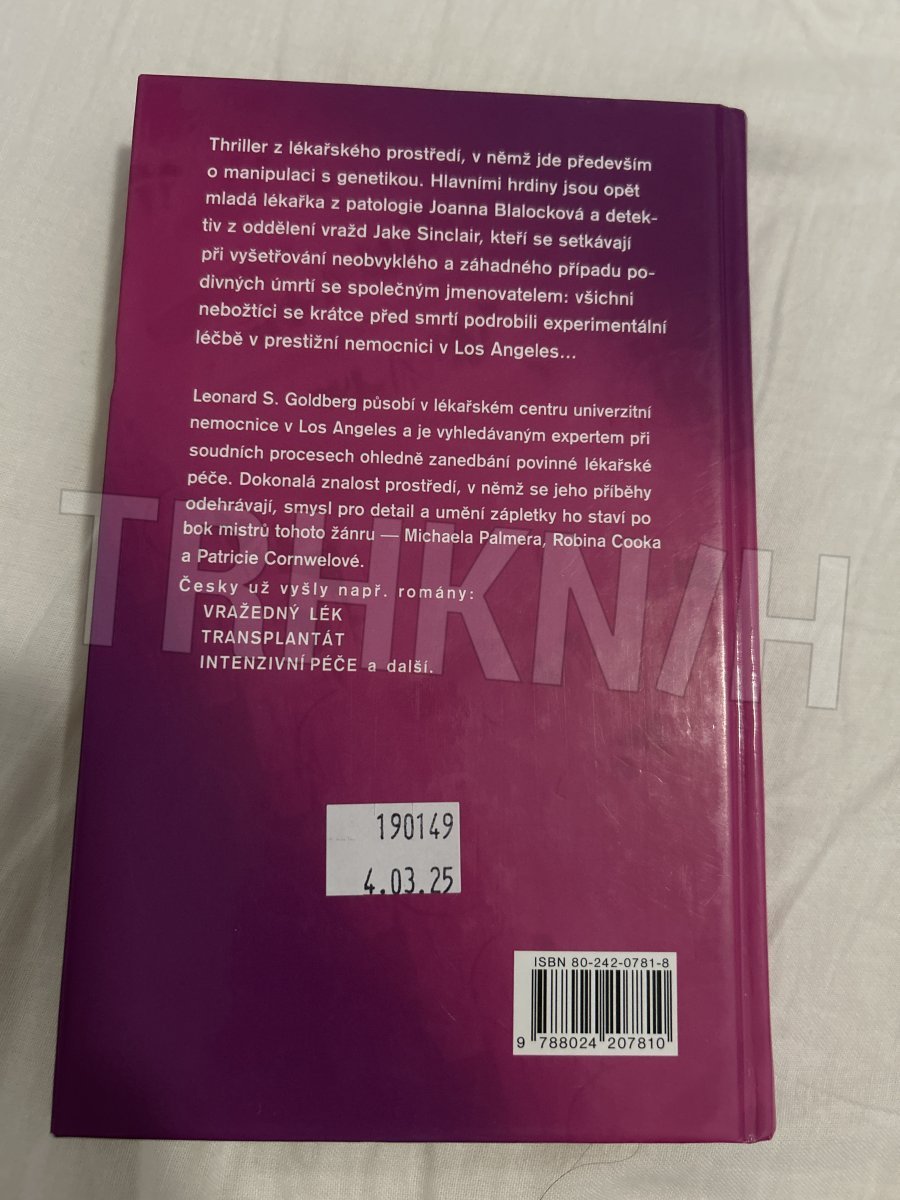 Thriller z lékařského prostředí, v němž jde především
o manipulaci s genetikou. Hlavními hrdiny jsou opět
mladá lékařka z patologie Joanna Blalocková a detek-
tiv z oddělení vražd Jake Sinclair, kteří se setkávají
při vyšetřování neobvyklého a záhadného případu po-
divných úmrtí se společným jmenovatelem: všichni
nebožtíci se krátce před smrtí podrobili experimentální
léčbě v prestižní nemocnici v Los Angeles...
Leonard S. Goldberg působí v lékařském centru univerzitní
nemocnice v Los Angeles a je vyhledávaným expertem při
soudních procesech ohledně zanedbání povinné lékařské
péče. Dokonalá znalost prostředí, v němž se jeho příběhy
odehrávají, smysl pro detail a umění zápletky ho staví po
bok mistrů tohoto žánru — Michaela Palmera, Robina Cooka
a Patricie Cornwelové.
Česky už vyšly např. romány:
VRAŽEDNÝ LÉK
TRANSPLANTÁT
INTENZIVNÍ PÉČE a další.
TRHKNIH
190149
4.03.25
ISBN 80-242-0781-8
9 788024 207810